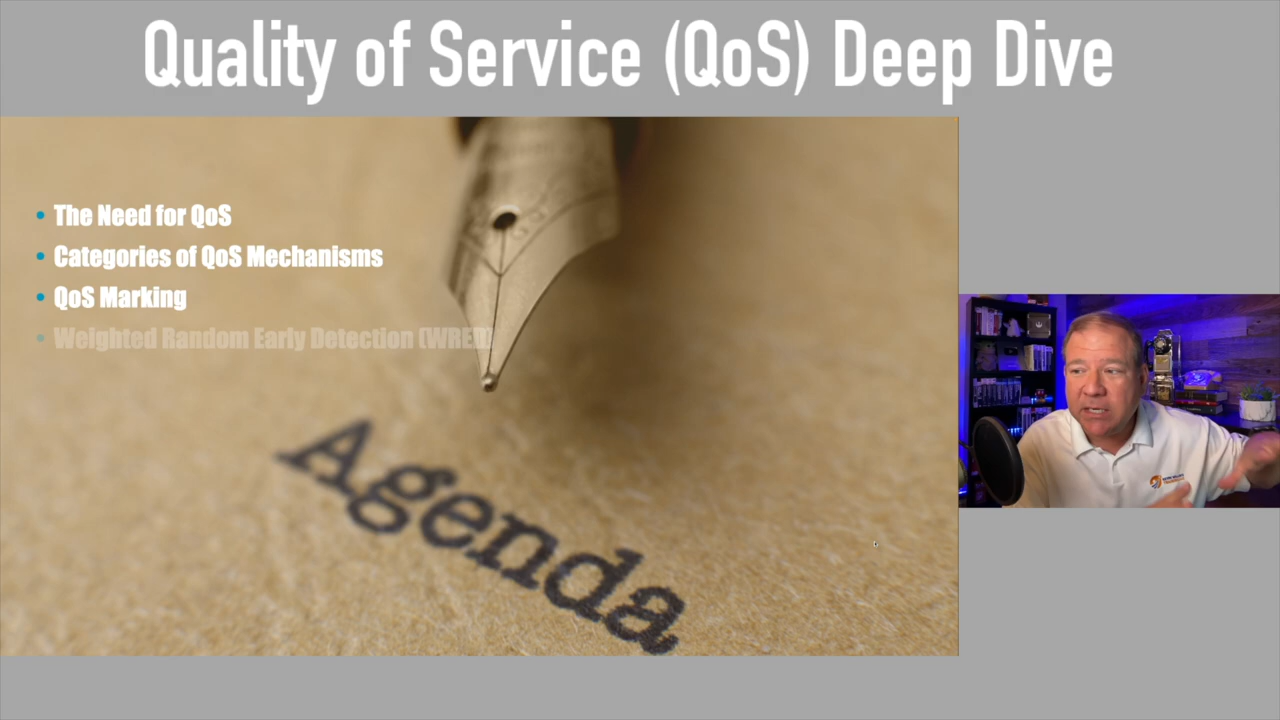 Quality of Service (QoS) Deep Dive
• The Need for QoS
• Categories of QoS Mechanisms
• QoS Marking
• Weighted Random Early Detection (WRED)
Agenda